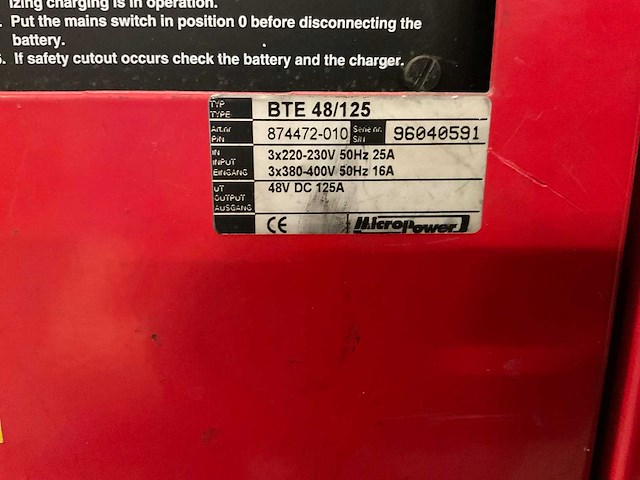 izing charging is in operation.
. Put the mains switch in position 0 before disconnecting the
battery.
. If safety cutout occurs check the battery and the charger.
TYP
TYPE
BTE 48/125
Art.nr
P/N
874472-010
Serie nr.
S/N
96040591
IN
INPUT
EINGANG
3x220-230V 50Hz 25A
3x380-400V 50Hz 16A
UT
OUTPUT
AUSGANG
48V DC 125A
CE
Micropower